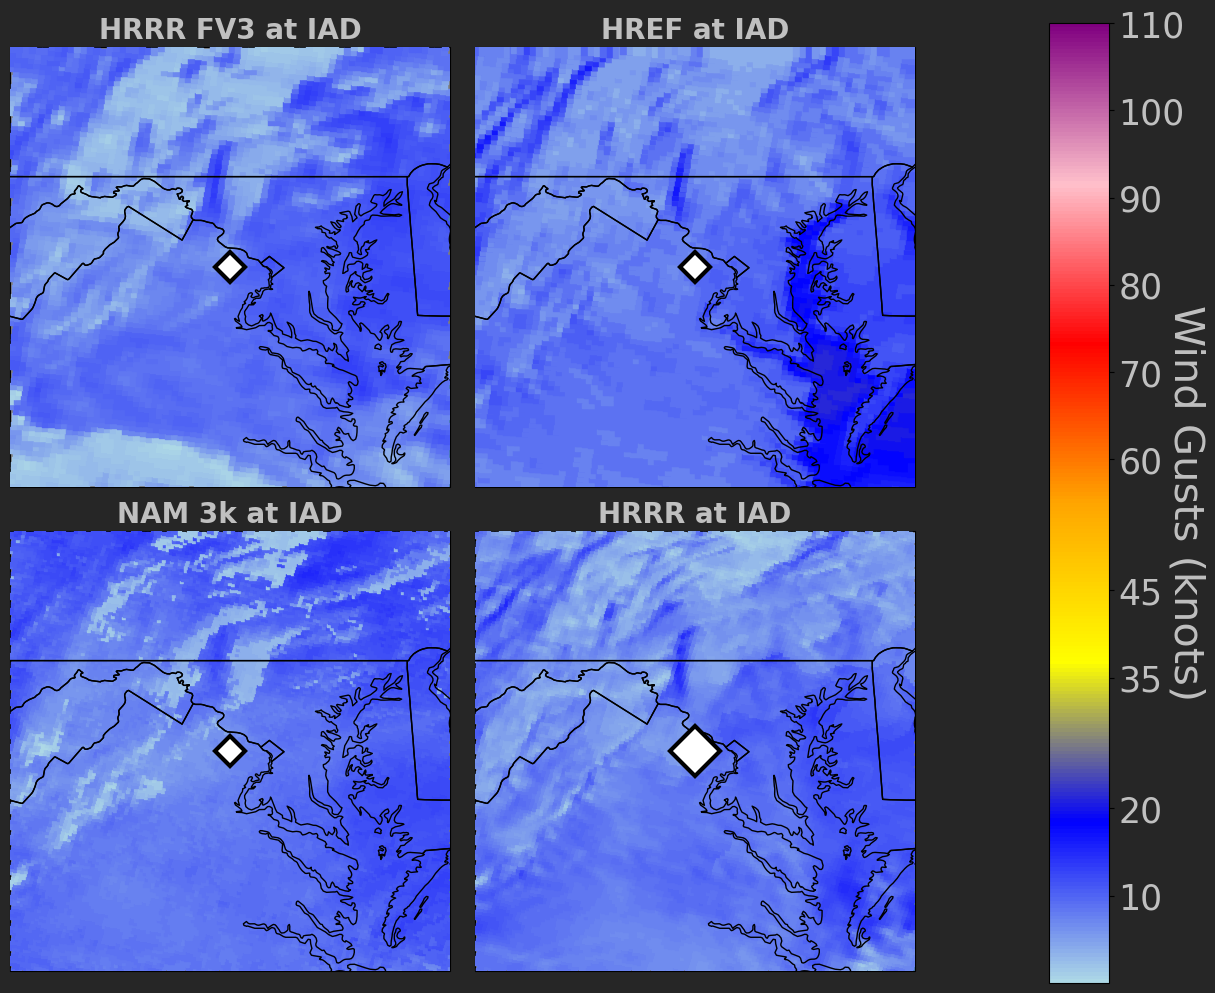 HRRR FV3 at IAD
HREF at IAD
NAM 3k at IAD
HRRR at IAD
110
100
90
80
70
60
45
35
20
10
Wind Gusts (knots)